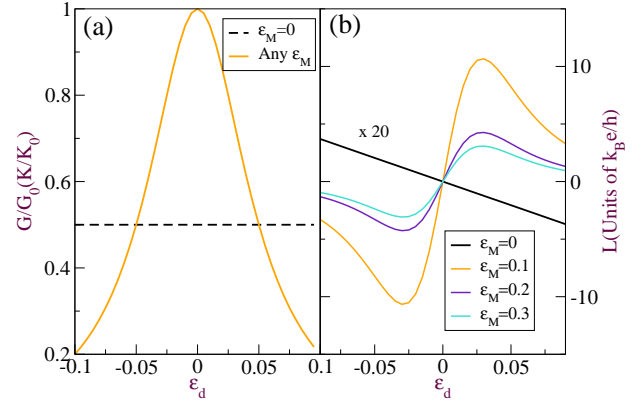 (a)
ε_M=0
Any ε_M
G/G_0(K/K_0)
1
0.8
0.6
0.4
0.2
-0.1
-0.05
0
0.05
ε_d
(b)
x 20
ε_M=0
ε_M=0.1
ε_M=0.2
ε_M=0.3
10
0
-10
L(Units of k_B e/h)
-0.1
-0.05
0
0.05
ε_d